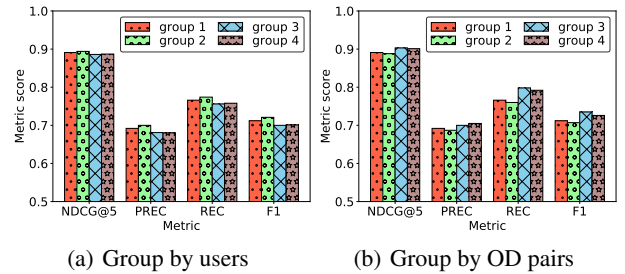 group 1
group 3
group 2
group 4
Metric score
1.0
0.9
0.8
0.7
0.6
0.5
NDCG@5 PREC REC F1
Metric
(a) Group by users
group 1
group 3
group 2
group 4
Metric score
1.0
0.9
0.8
0.7
0.6
0.5
NDCG@5 PREC REC F1
Metric
(b) Group by OD pairs